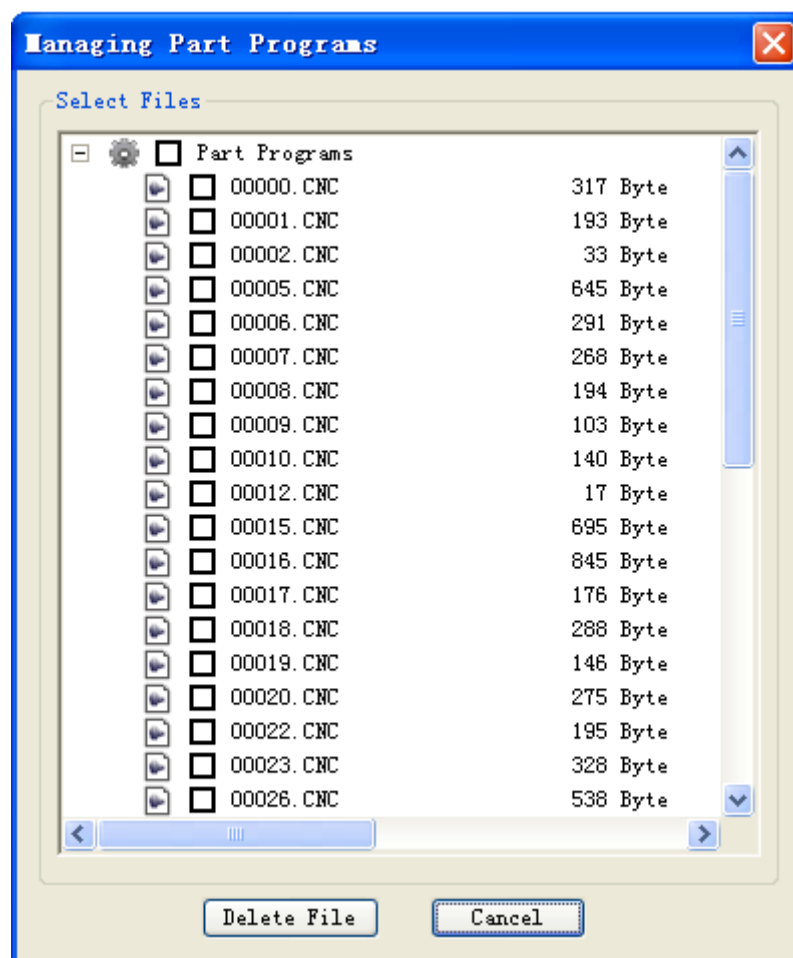 Managing Part Programs
Select Files
Part Programs
00000.CNC 317 Byte
00001.CNC 193 Byte
00002.CNC 33 Byte
00005.CNC 645 Byte
00006.CNC 291 Byte
00007.CNC 268 Byte
00008.CNC 194 Byte
00009.CNC 103 Byte
00010.CNC 140 Byte
00012.CNC 17 Byte
00015.CNC 695 Byte
00016.CNC 845 Byte
00017.CNC 176 Byte
00018.CNC 288 Byte
00019.CNC 146 Byte
00020.CNC 275 Byte
00022.CNC 195 Byte
00023.CNC 328 Byte
00026.CNC 538 Byte
Delete File Cancel